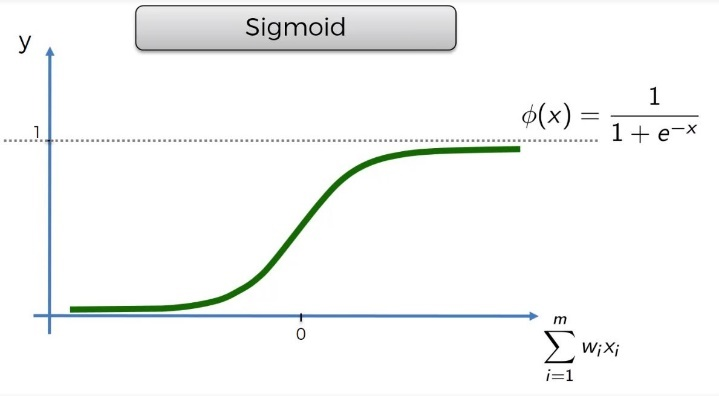 Sigmoid
y
ϕ(x) = 1 / (1 + e^{-x})
1
0
m
∑ w_i x_i
i=1